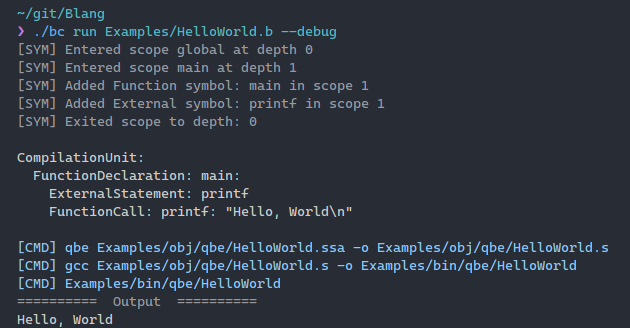 ~/git/Blang
❯ ./bc run Examples/HelloWorld.b --debug
[SYM] Entered scope global at depth 0
[SYM] Entered scope main at depth 1
[SYM] Added Function symbol: main in scope 1
[SYM] Added External symbol: printf in scope 1
[SYM] Exited scope to depth: 0
CompilationUnit:
  FunctionDeclaration: main:
    ExternalStatement: printf
    FunctionCall: printf: "Hello, World\n"
[CMD] qbe Examples/obj/qbe/HelloWorld.ssa -o Examples/obj/qbe/HelloWorld.s
[CMD] gcc Examples/obj/qbe/HelloWorld.s -o Examples/bin/qbe/HelloWorld
[CMD] Examples/bin/qbe/HelloWorld
==========  Output  ==========
Hello, World